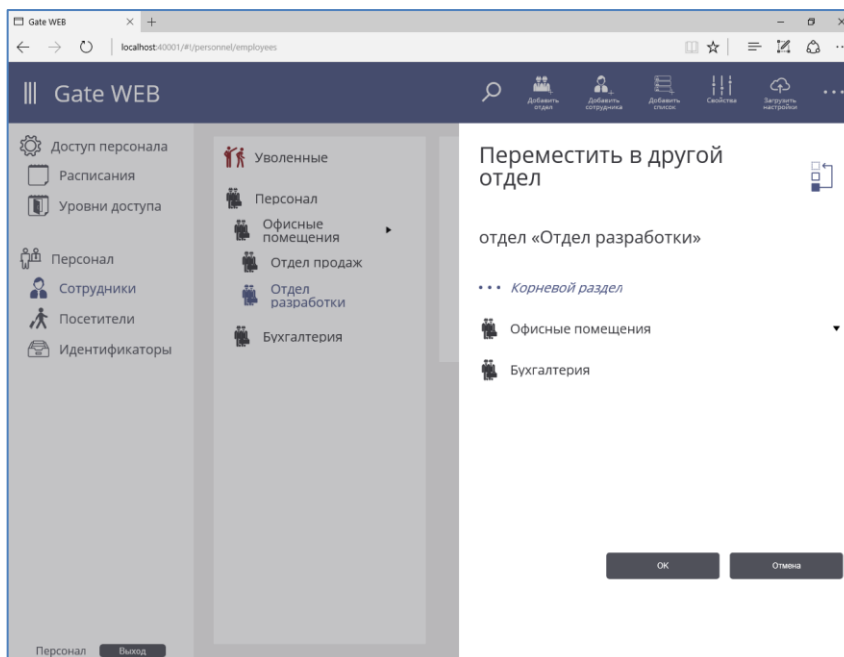 Gate WEB
localhost:40001/#!/personnel/employees
Gate WEB
Добавить отдел
Добавить сотрудника
Добавить список
Свойства
Загрузить настройки
Доступ персонала
Расписания
Уровни доступа
Персонал
Сотрудники
Посетители
Идентификаторы
Персонал
Выход
Уволенные
Персонал
Офисные
помещения
Отдел продаж
Отдел
разработки
Бухгалтерия
Переместить в другой
отдел
отдел «Отдел разработки»
Корневой раздел
Офисные помещения
Бухгалтерия
OK
Отмена